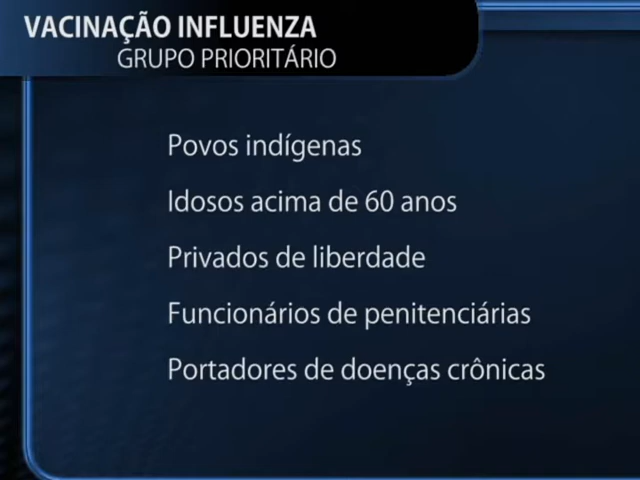 VACINAÇÃO INFLUENZA
GRUPO PRIORITÁRIO
Povos indígenas
Idosos acima de 60 anos
Privados de liberdade
Funcionários de penitenciárias
Portadores de doenças crônicas